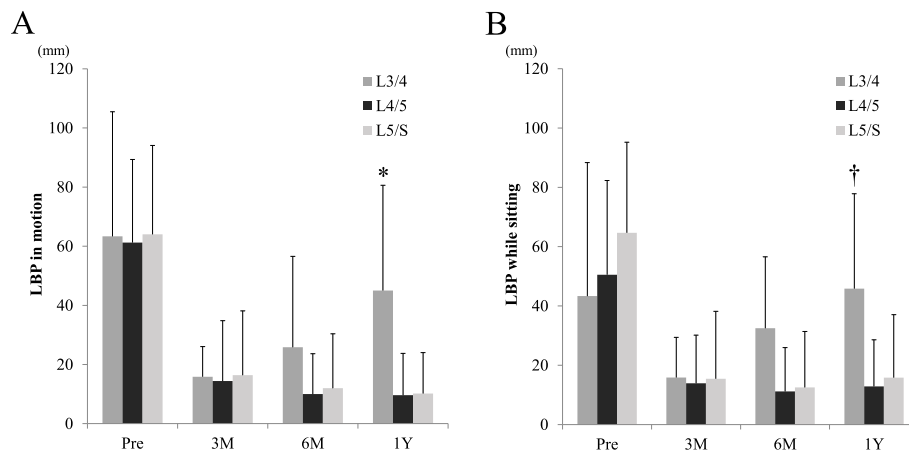 A
(mm)
120
100
80
60
40
20
0
LBP in motion
L3/4
L4/5
L5/S
*
Pre 3M 6M 1Y
B
(mm)
120
100
80
60
40
20
0
LBP while sitting
L3/4
L4/5
L5/S
†
Pre 3M 6M 1Y